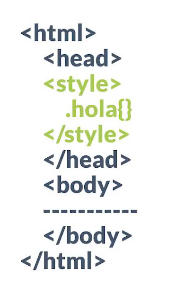 <html>
<head>
<style>
.hola{}
</style>
</head>
<body>
-----------
</body>
</html>